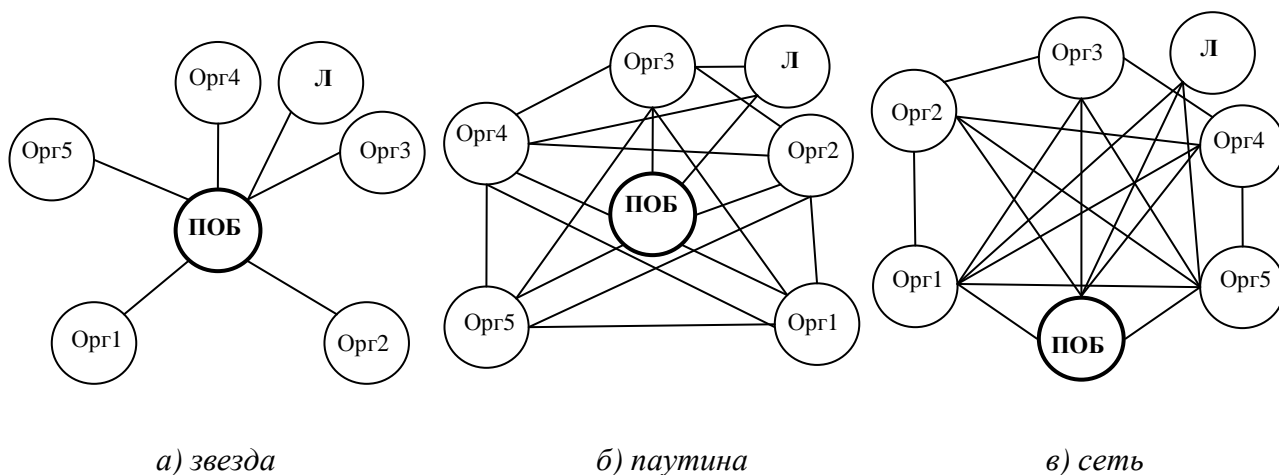 Орг4
Л
Орг5
Орг3
ПОБ
Орг1
Орг2
а) звезда
Орг3
Л
Орг4
Орг2
ПОБ
Орг5
Орг1
б) паутина
Орг3
Л
Орг2
Орг4
Орг1
Орг5
ПОБ
в) сеть